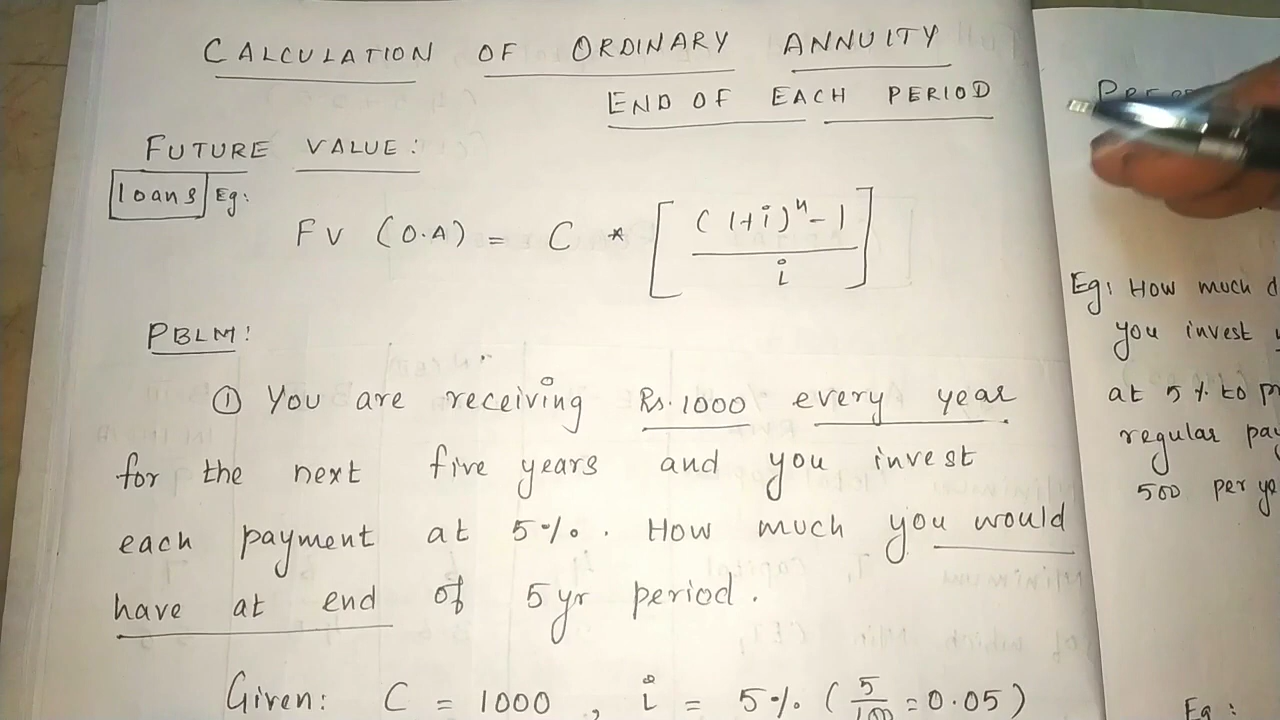 CALCULATION OF ORDINARY ANNUITY
END OF EACH PERIOD
FUTURE VALUE:
loans Eg:
FV (O.A) = C * [ (1+i)^n - 1 / i ]
PBLM:
① You are receiving Rs.1000 every year
for the next five years and you invest
each payment at 5%. How much you would
have at end of 5 yr period.
Given: C = 1000, i = 5% (5/100 = 0.05)
Eg: How much
you invest
at 5% to
regular
500 per
Eg: